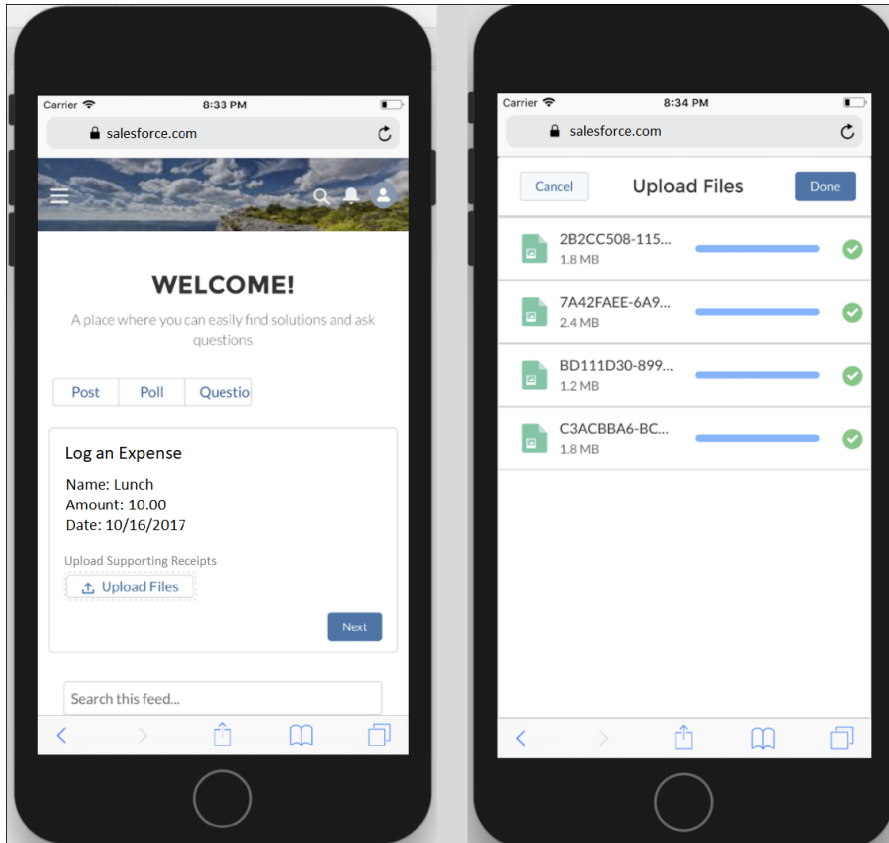 Carrier 8:33 PM
salesforce.com
WELCOME!
A place where you can easily find solutions and ask
questions
Post Poll Questio
Log an Expense
Name: Lunch
Amount: 10.00
Date: 10/16/2017
Upload Supporting Receipts
Upload Files
Next
Search this feed...
Carrier 8:34 PM
salesforce.com
Cancel Upload Files Done
2B2CC508-115...
1.8 MB
7A42FAEE-6A9...
2.4 MB
BD111D30-899...
1.2 MB
C3ACBBA6-BC...
1.8 MB